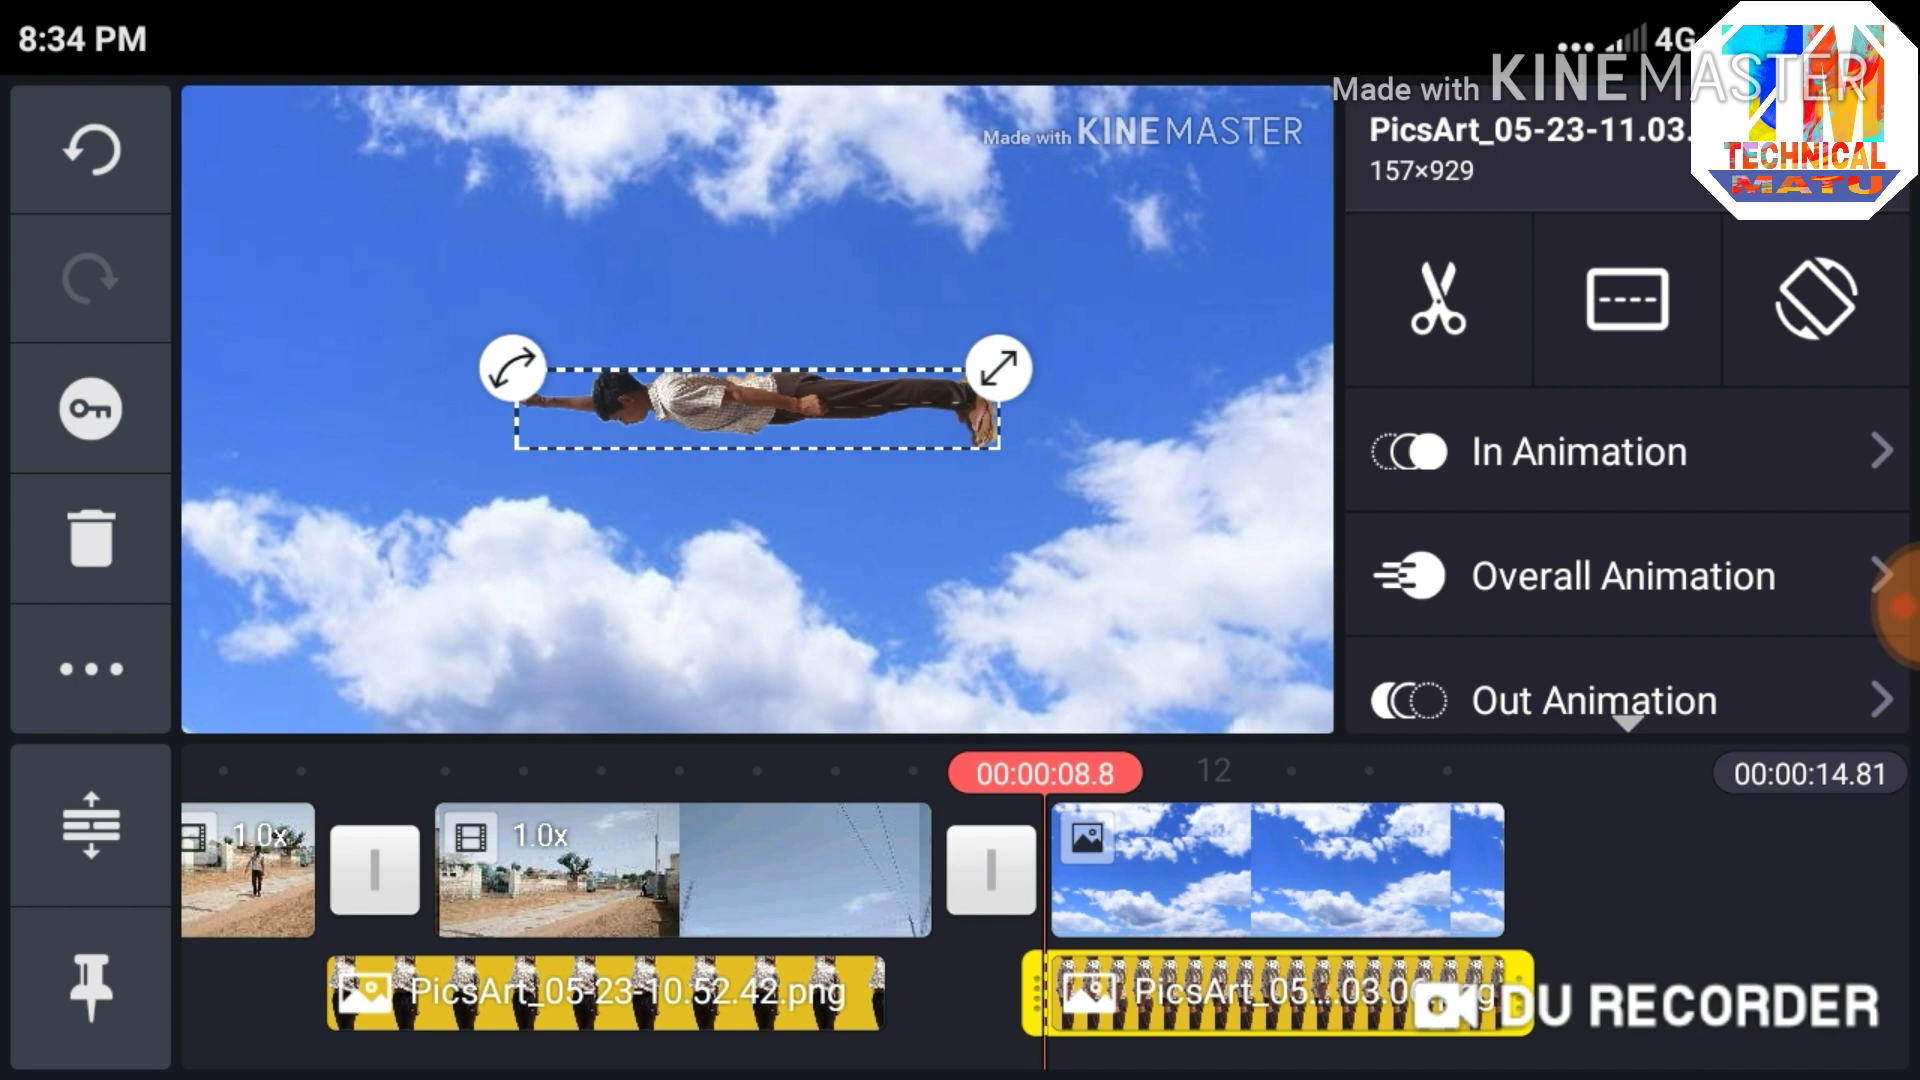 8:34 PM
4G
Made with KINEMASTER
Made with KINEMASTER
PicsArt_05-23-11.03.
157×929
TECHNICAL
MATU
In Animation
Overall Animation
Out Animation
00:00:08.8
12
00:00:14.81
1.0x
1.0x
PicsArt_05-23-10.52.42.png
PicsArt_05....03.0
DU RECORDER